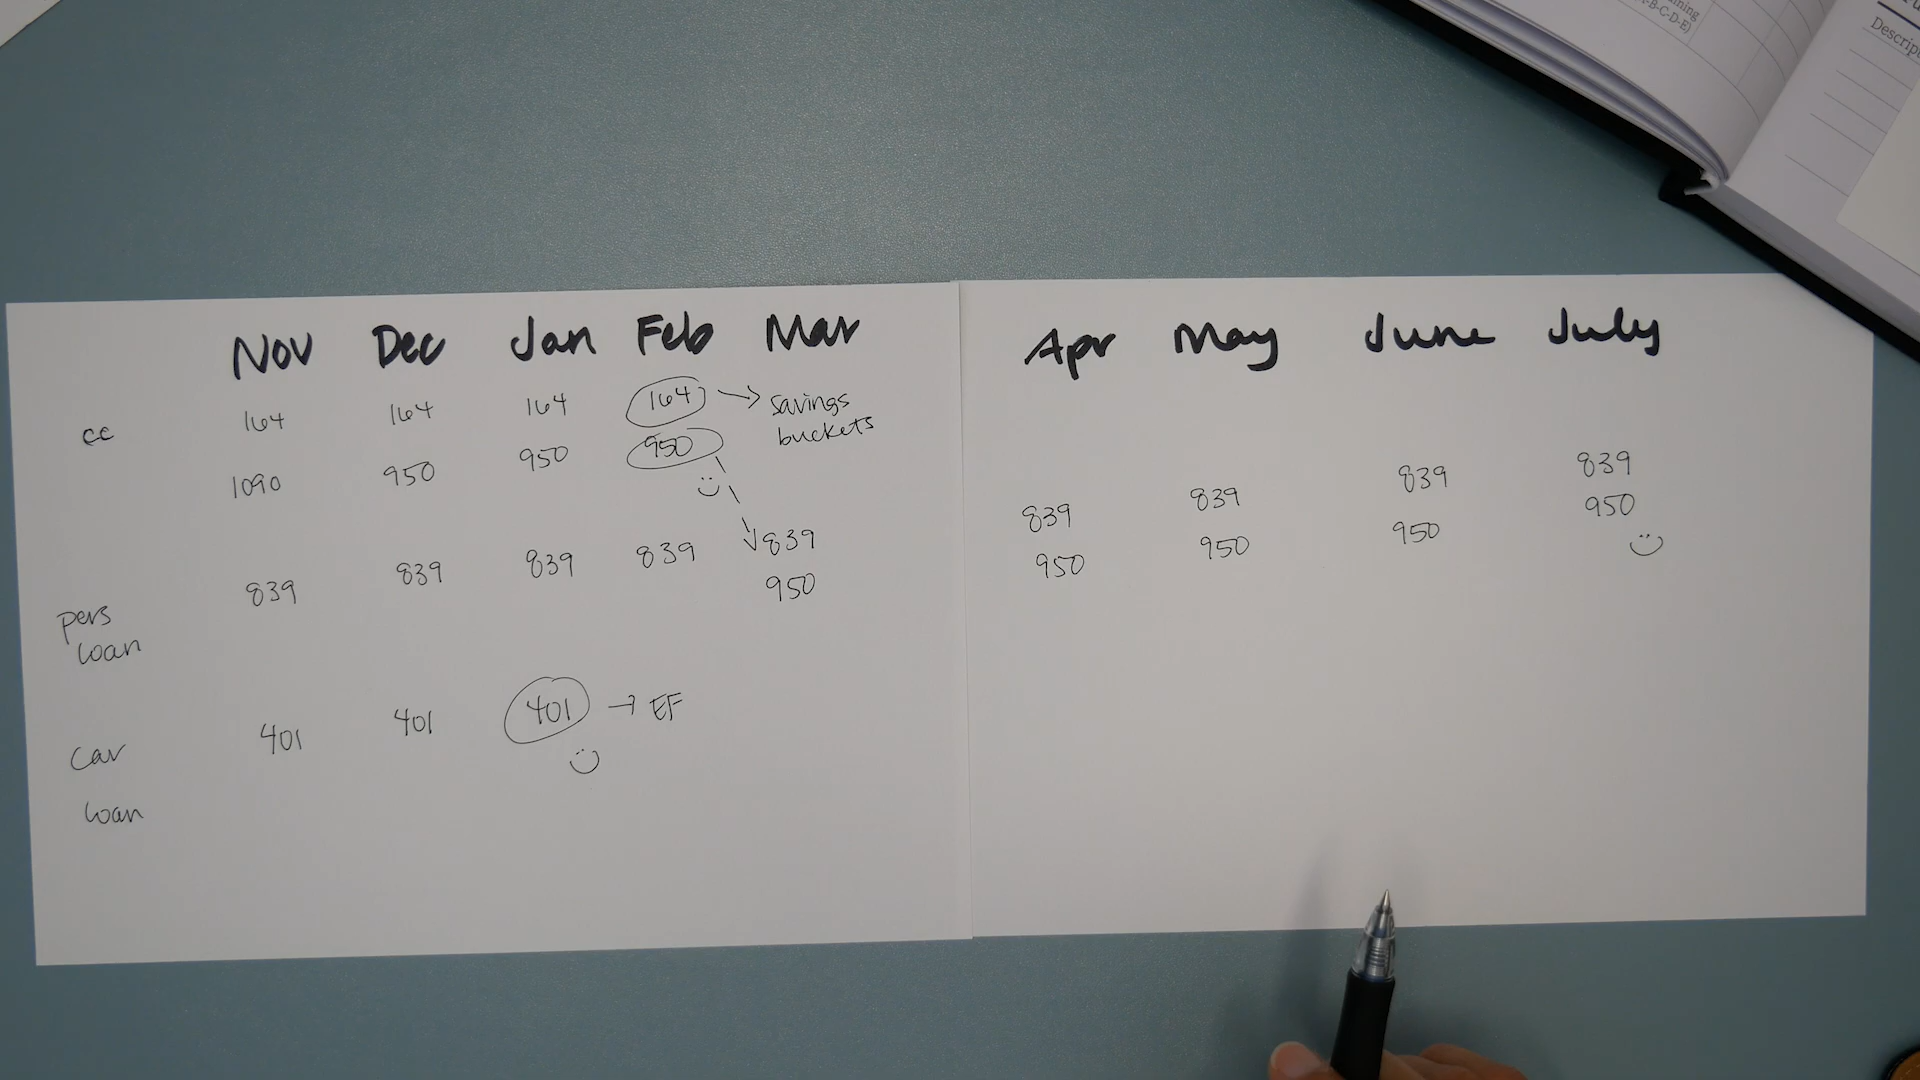 Nov Dec Jan Feb Mar Apr May June July
cc 164 164 164 164 → savings
buckets
1090 950 950 950
839 839 839 839 839 839 839 839 839
950 950 950 950 950
pers
loan
car 401 401 401 → EF
loan
-B-C-D-E)